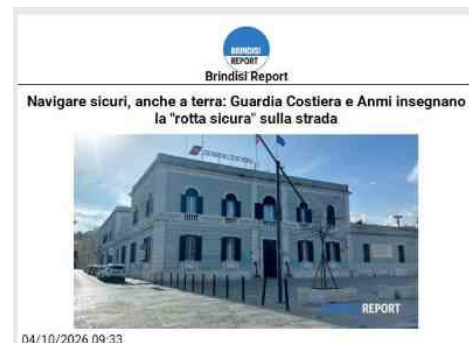 BRINDISI
REPORT
Brindisi Report
Navigare sicuri, anche a terra: Guardia Costiera e Anmi insegnano
la "rotta sicura" sulla strada
REPORT
04/10/2026 09:33